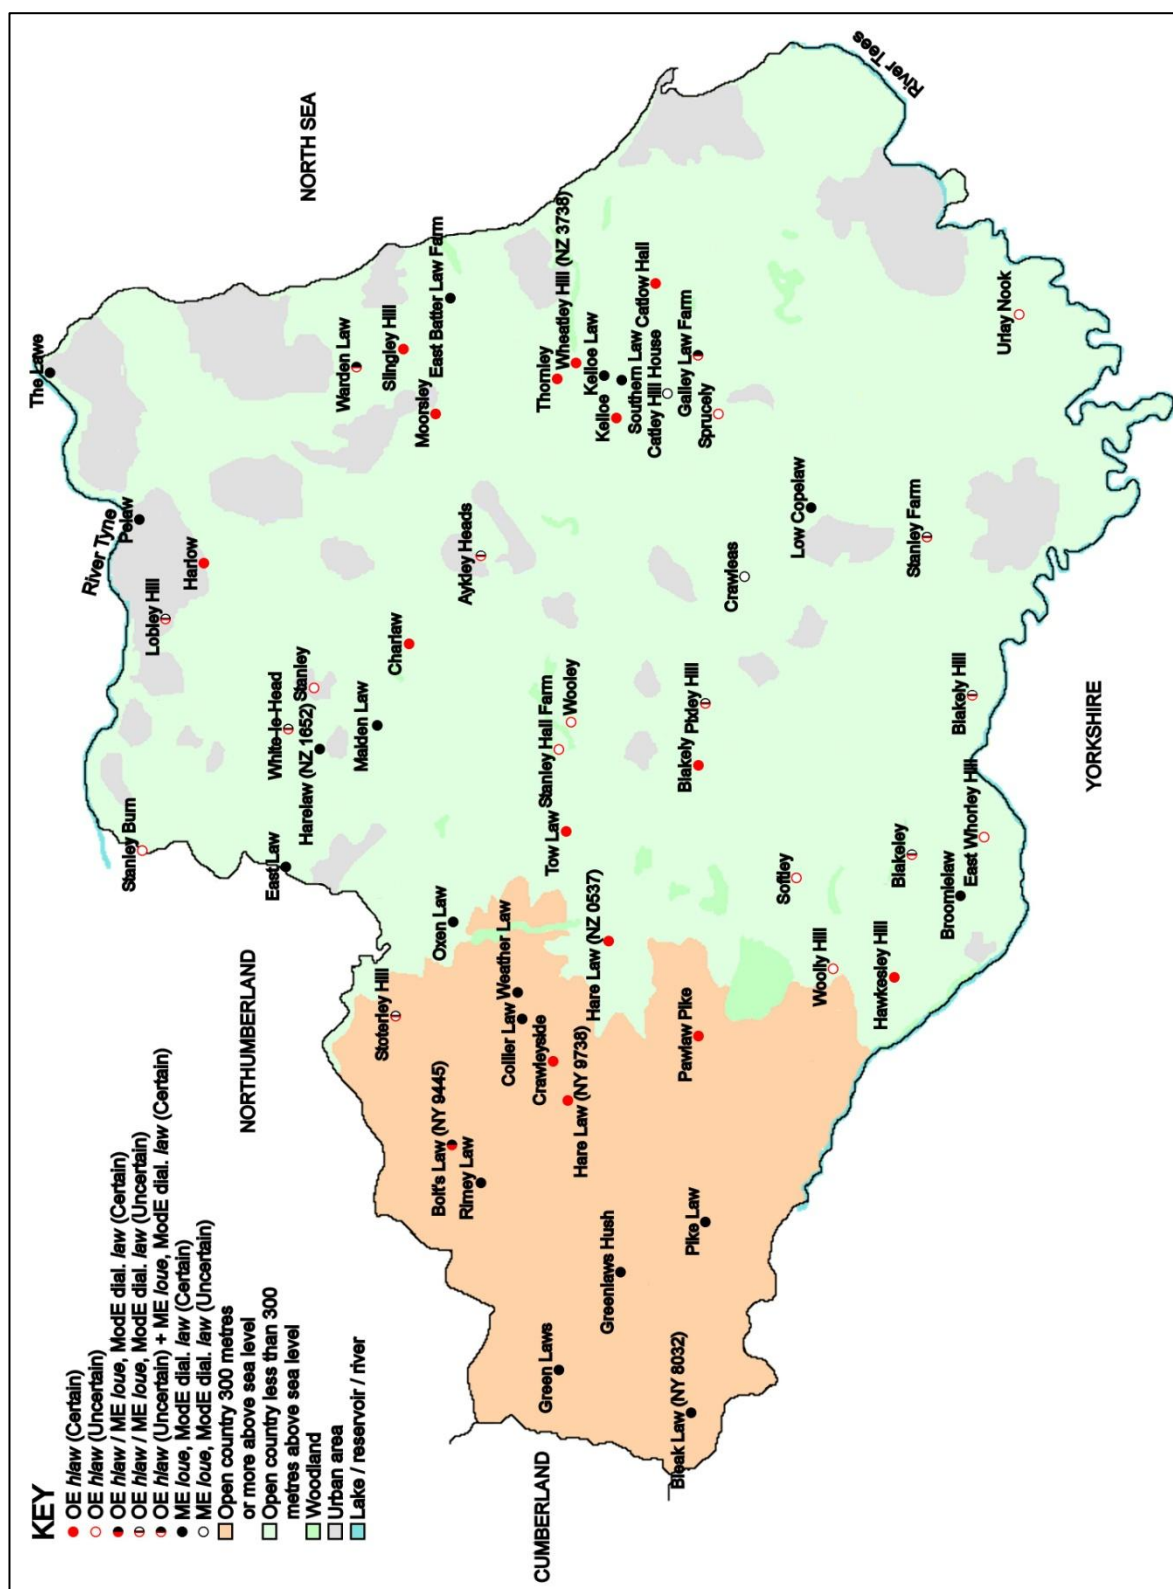 KEY
OE hlaw (Certain)
OE hlaw (Uncertain)
OE hlaw / ME loue, ModE dial. law (Certain)
OE hlaw / ME loue, ModE dial. law (Uncertain)
OE hlaw (Uncertain) + ME loue, ModE dial. law (Certain)
ME loue, ModE dial. law (Certain)
ME loue, ModE dial. law (Uncertain)
Open country 300 metres
or more above sea level
Open country less than 300
metres above sea level
Woodland
Urban area
Lake / reservoir / river
NORTHUMBERLAND
CUMBERLAND
NORTH SEA
YORKSHIRE
River Tyne
River Tees
The Lawe
Pelaw
Lobley Hill
Harlow
Stanley Burn
White-le-Head
Stanley
Harelaw (NZ 1652)
East Law
Maiden Law
Charlaw
Warden Law
Slingley Hill
Moorsley
East Batter Law Farm
Aykley Heads
Stoterley Hill
Oxen Law
Weather Law
Collier Law
Crawleyside
Bolt's Law (NY 9445)
Rimey Law
Hare Law (NY 9738)
Hare Law (NZ 0537)
Tow Law
Stanley Hall Farm
Wooley
Thornley
Wheatley Hill (NZ 3738)
Kelloe Law
Kelloe
Southern Law
Catlow Hall
Catley Hill House
Galley Law Farm
Sprucely
Green Laws
Greenlaws Hush
Pike Law
Bleak Law (NY 8032)
Pawlaw Pike
Blakely
Pixley Hill
Crawleas
Low Copelaw
Softley
Woolly Hill
Hawkesley Hill
Blakeley
Broomielaw
East Whorley Hill
Blakely Hill
Stanley Farm
Urlay Nook